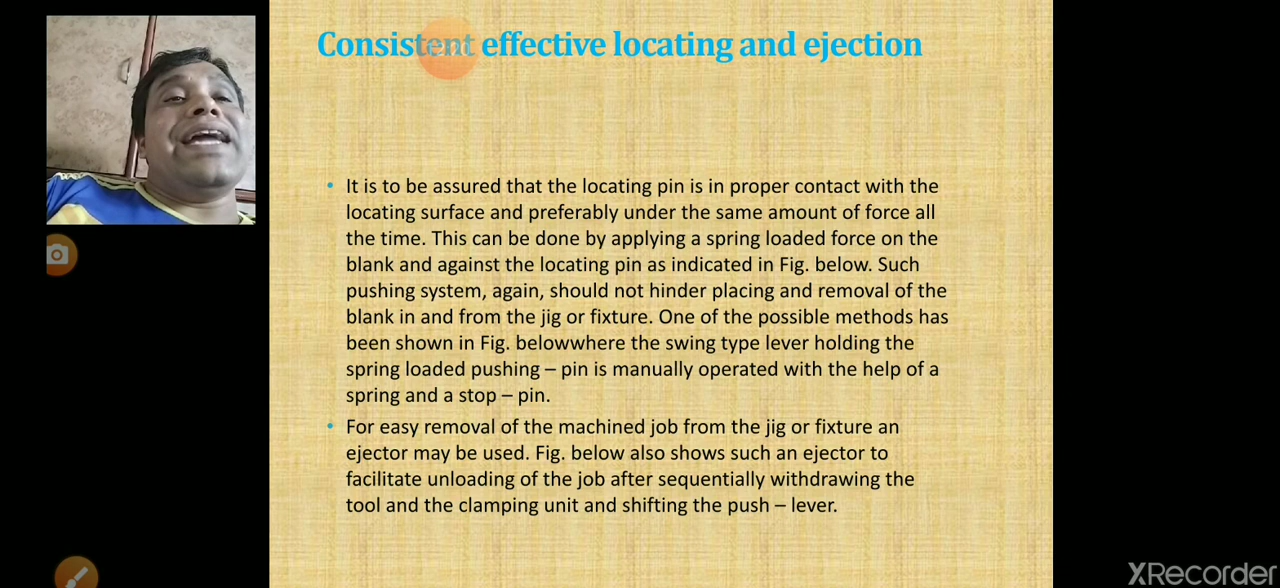 Consistent effective locating and ejection
• It is to be assured that the locating pin is in proper contact with the
locating surface and preferably under the same amount of force all
the time. This can be done by applying a spring loaded force on the
blank and against the locating pin as indicated in Fig. below. Such
pushing system, again, should not hinder placing and removal of the
blank in and from the jig or fixture. One of the possible methods has
been shown in Fig. belowwhere the swing type lever holding the
spring loaded pushing – pin is manually operated with the help of a
spring and a stop – pin.
• For easy removal of the machined job from the jig or fixture an
ejector may be used. Fig. below also shows such an ejector to
facilitate unloading of the job after sequentially withdrawing the
tool and the clamping unit and shifting the push – lever.
XRecorder